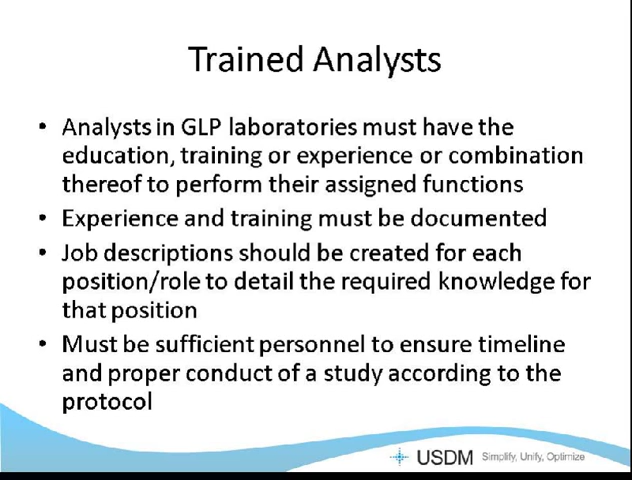 Trained Analysts
• Analysts in GLP laboratories must have the
education, training or experience or combination
thereof to perform their assigned functions
• Experience and training must be documented
• Job descriptions should be created for each
position/role to detail the required knowledge for
that position
• Must be sufficient personnel to ensure timeline
and proper conduct of a study according to the
protocol
USDM Simplify, Unify, Optimize